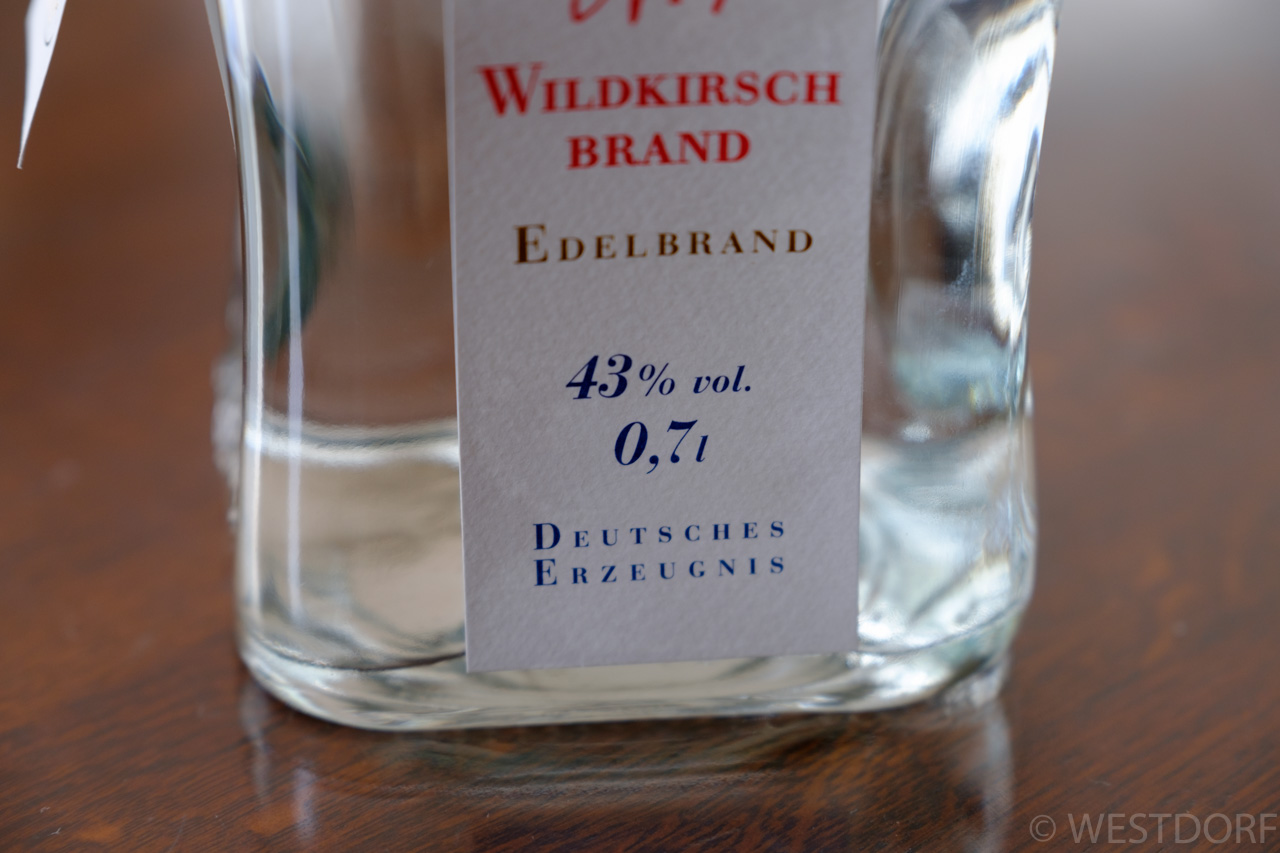 WILDKIRSCH
BRAND
EDELBRAND
43% vol.
0,7l
DEUTSCHES
ERZEUGNIS
© WESTDORF